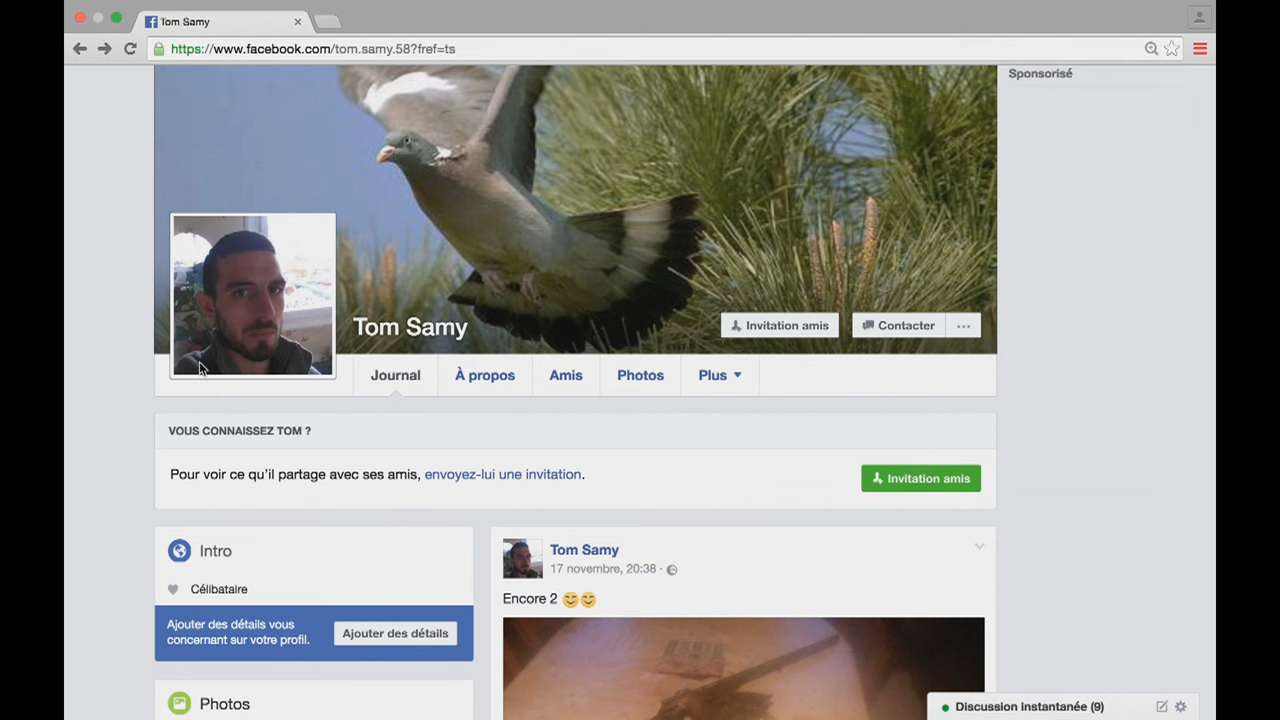 Tom Samy
https://www.facebook.com/tom.samy.58?fref=ts
Sponsorisé
Tom Samy
Invitation amis
Contacter
Journal
À propos
Amis
Photos
Plus
VOUS CONNAISSEZ TOM ?
Pour voir ce qu'il partage avec ses amis, envoyez-lui une invitation.
Invitation amis
Intro
Célibataire
Ajouter des détails vous
concernant sur votre profil.
Ajouter des détails
Photos
Tom Samy
17 novembre, 20:38 ·
Encore 2 😊😊
Discussion instantanée (9)